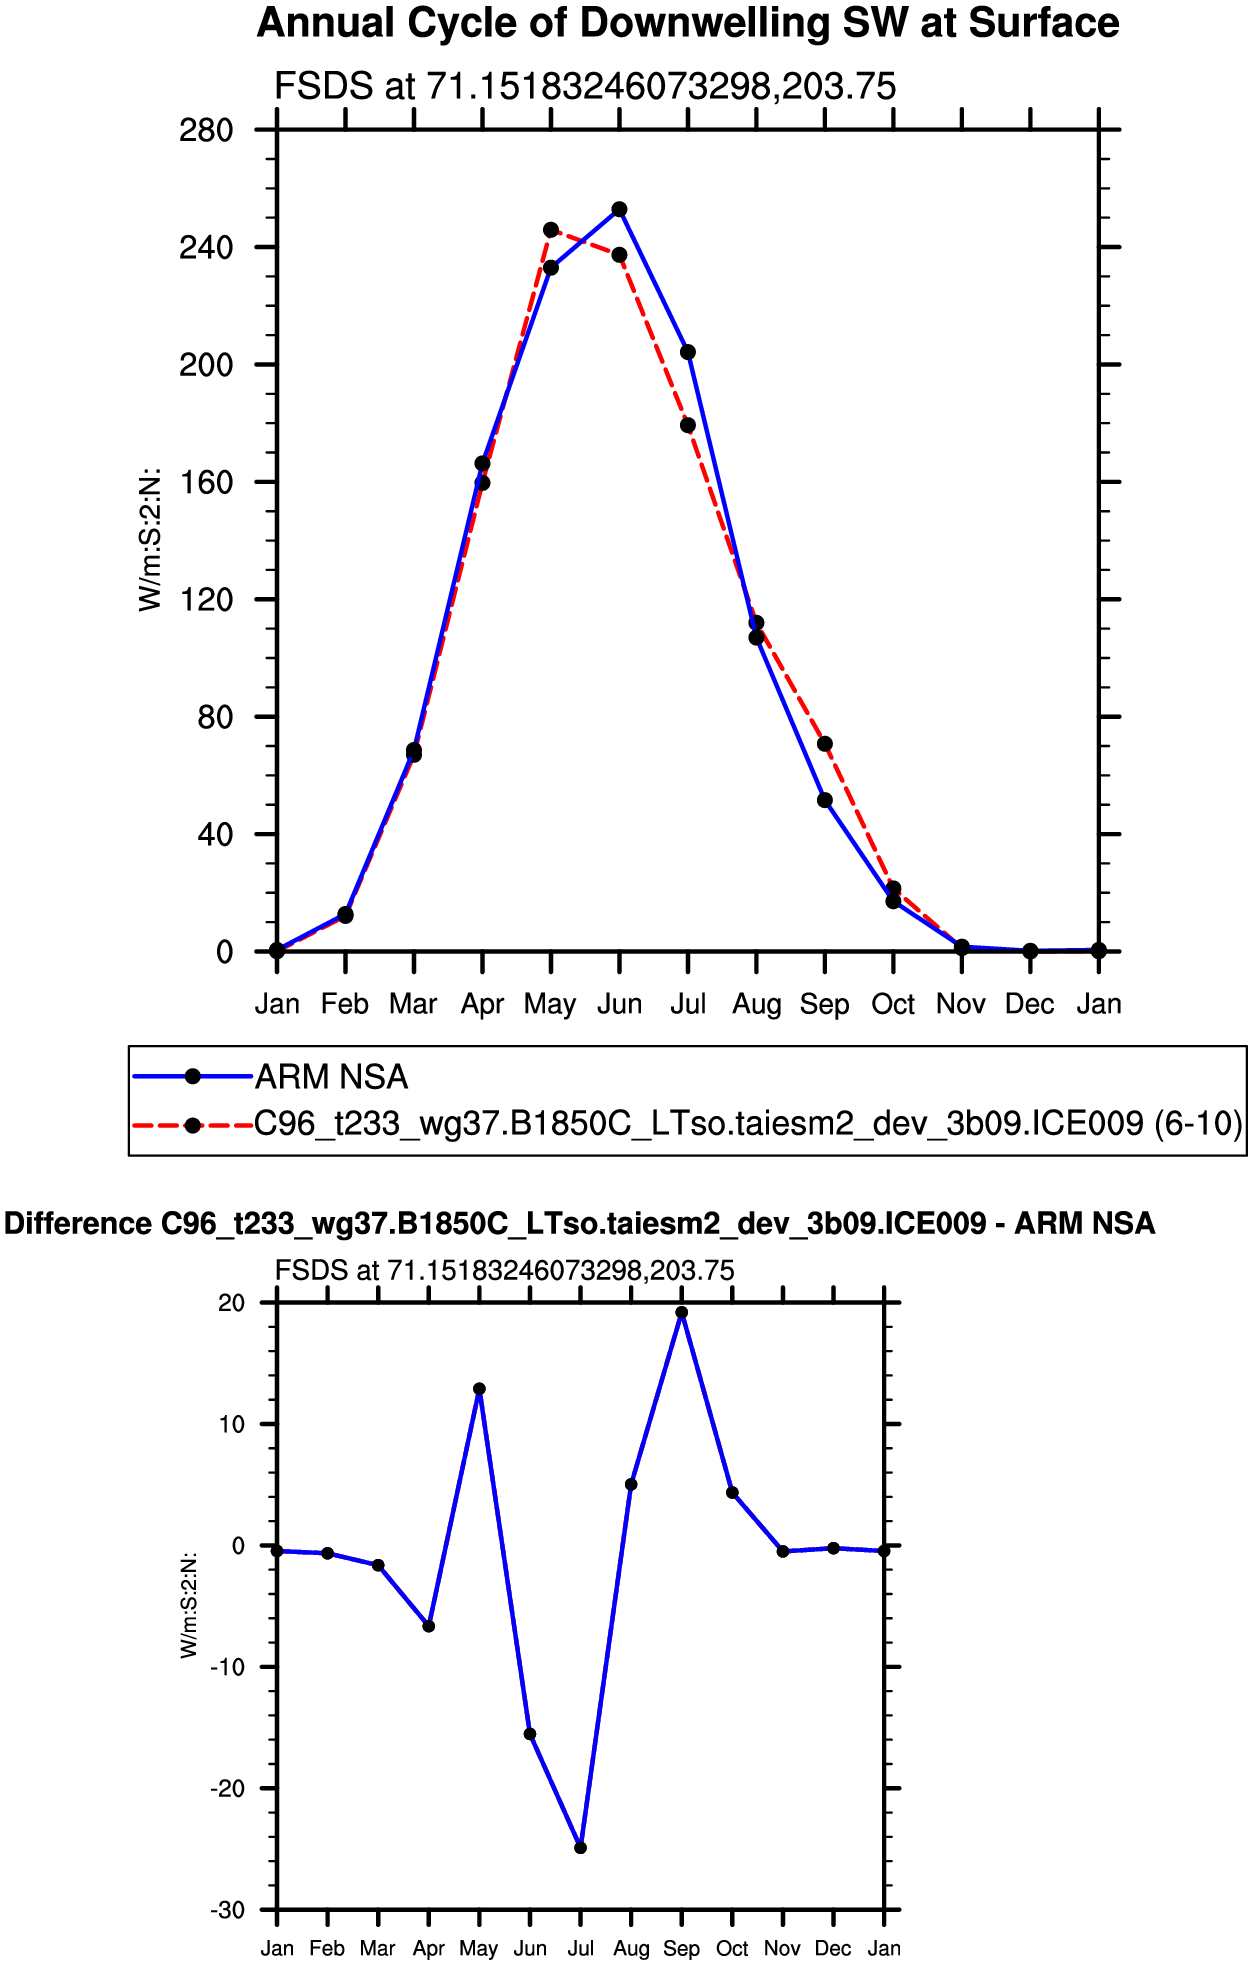 Annual Cycle of Downwelling SW at Surface
FSDS at 71.15183246073298,203.75
280
240
200
160
120
80
40
0
W/m:S:2:N:
Jan Feb Mar Apr May Jun Jul Aug Sep Oct Nov Dec Jan
ARM NSA
C96_t233_wg37.B1850C_LTso.taiesm2_dev_3b09.ICE009 (6-10)
Difference C96_t233_wg37.B1850C_LTso.taiesm2_dev_3b09.ICE009 - ARM NSA
FSDS at 71.15183246073298,203.75
20
10
0
-10
-20
-30
W/m:S:2:N:
Jan Feb Mar Apr May Jun Jul Aug Sep Oct Nov Dec Jan